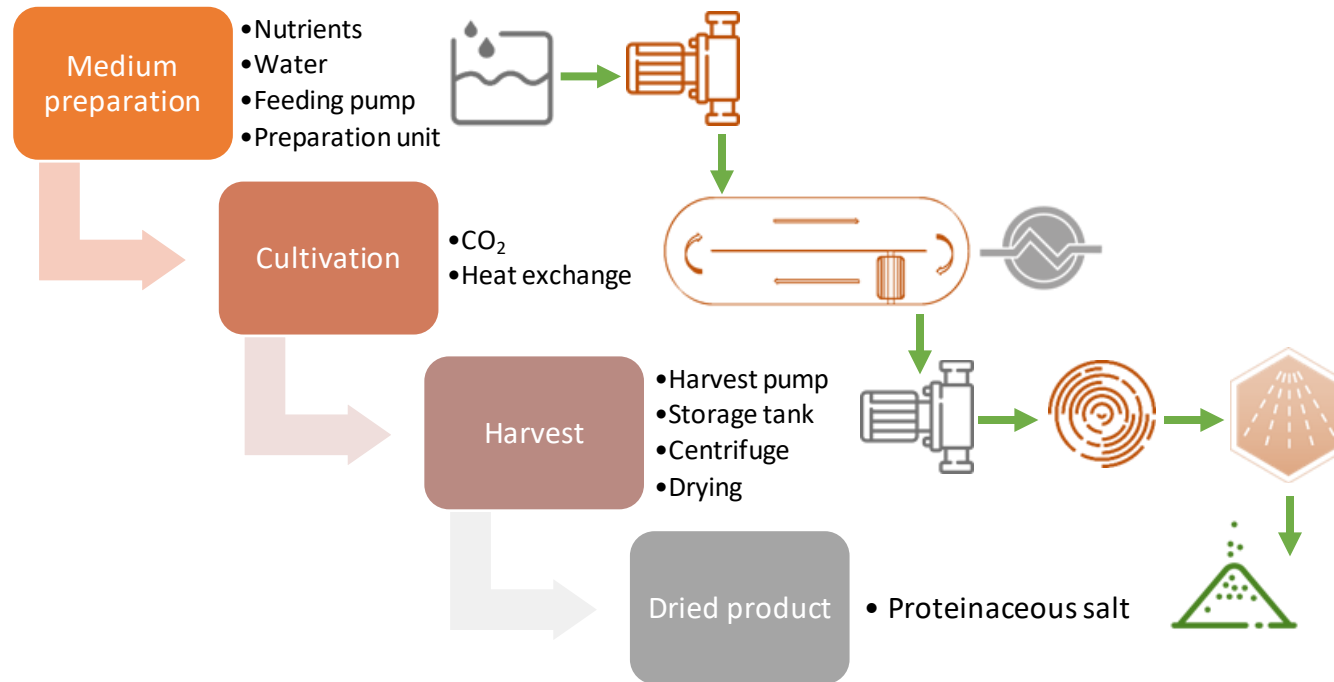 Medium
preparation
•Nutrients
•Water
•Feeding pump
•Preparation unit
Cultivation
•CO₂
•Heat exchange
Harvest
•Harvest pump
•Storage tank
•Centrifuge
•Drying
Dried product
• Proteinaceous salt